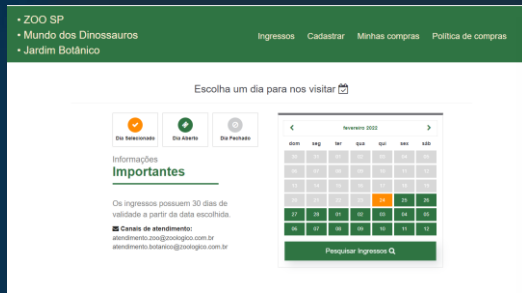 • ZOO SP
• Mundo dos Dinossauros
• Jardim Botânico
Ingressos Cadastrar Minhas compras Política de compras
Escolha um dia para nos visitar
Dia Selecionado Dia Aberto Dia Fechado
Informações
Importantes
Os ingressos possuem 30 dias de
validade a partir da data escolhida.
Canais de atendimento:
atendimento.zoo@zoologico.com.br
atendimento.botanico@zoologico.com.br
< fevereiro 2022 >
dom seg ter qua qui sex sáb
24 25 26
27 28 01 02 03 04 05
06 07 08 09 10 11 12
Pesquisar Ingressos